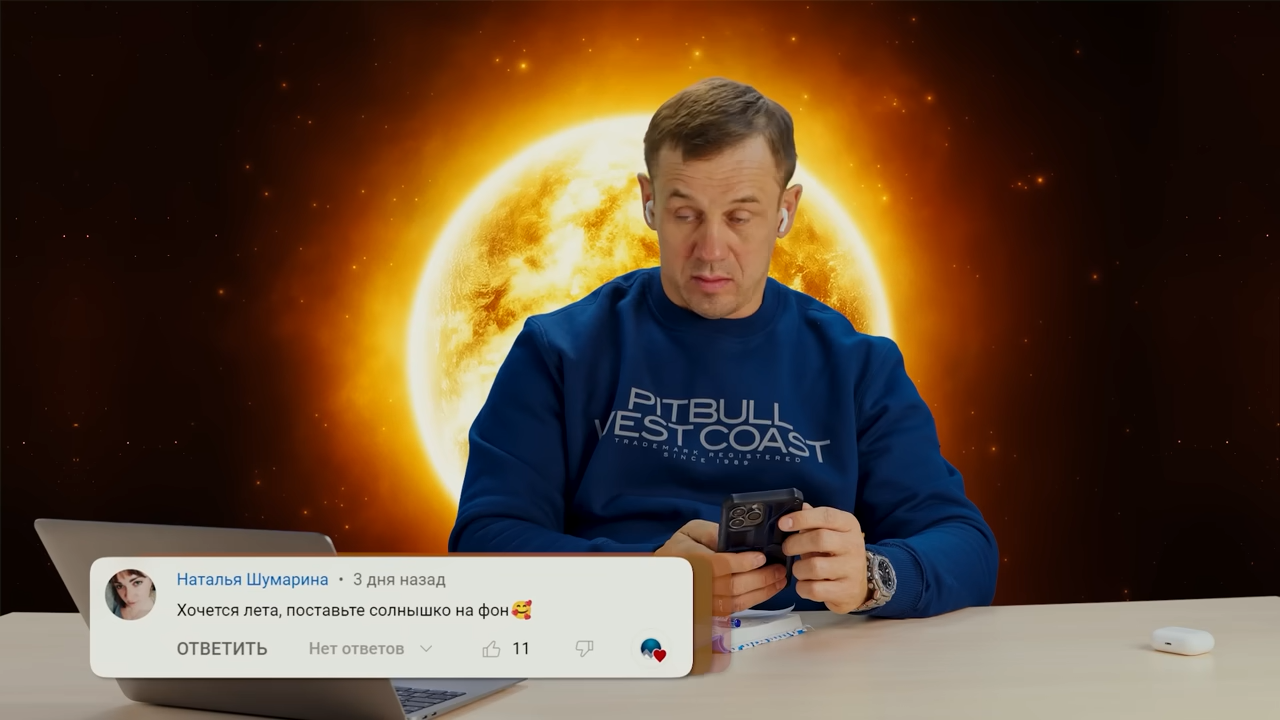 PITBULL
WEST COAST
TRADEMARK REGISTERED
SINCE 1989
Наталья Шумарина • 3 дня назад
Хочется лета, поставьте солнышко на фон🥰
ОТВЕТИТЬ Нет ответов 11